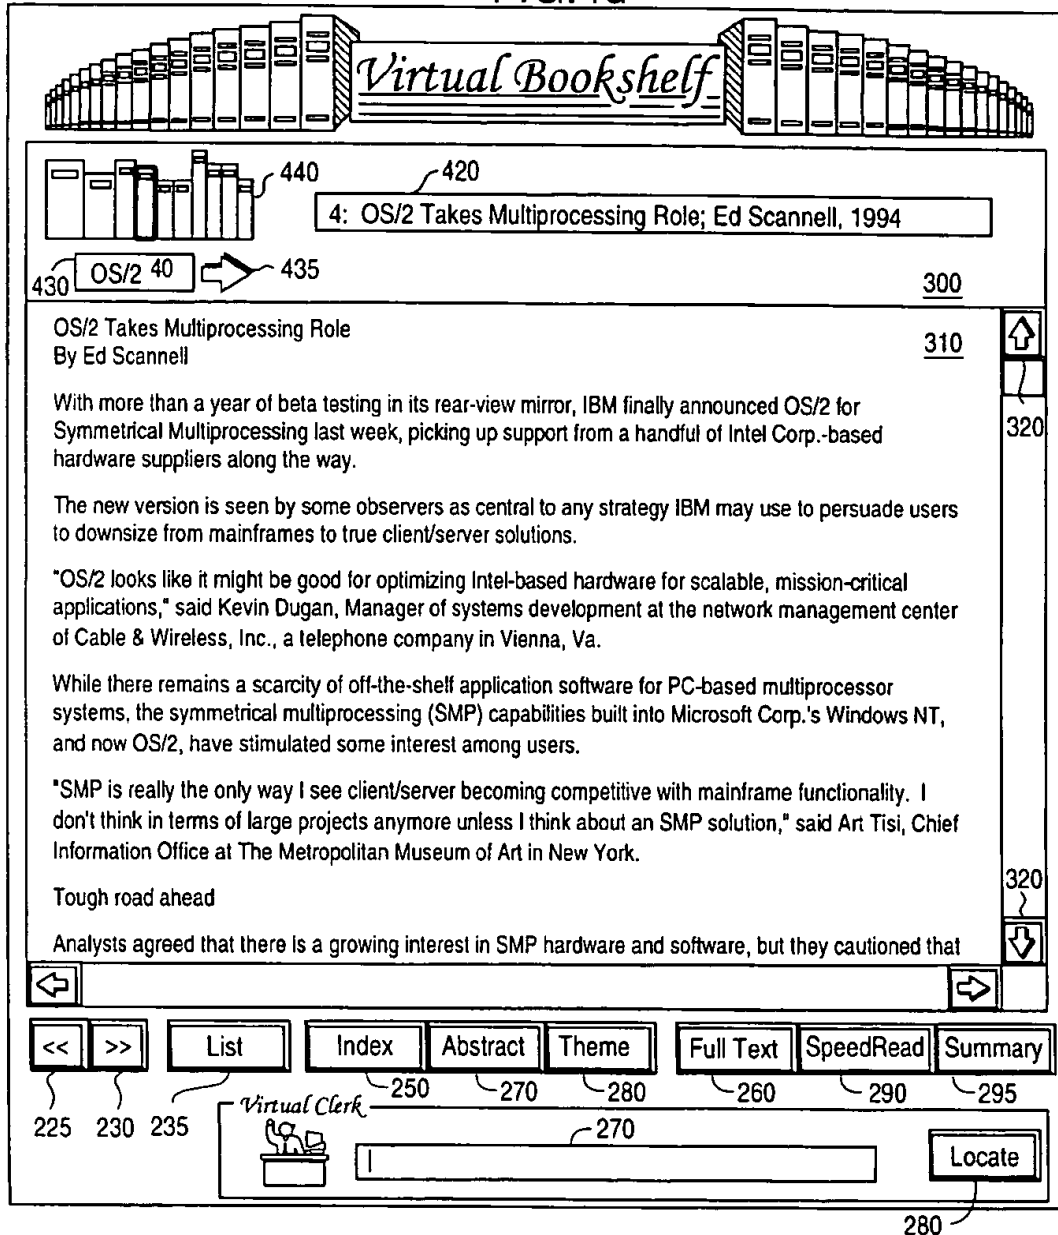 Virtual Bookshelf
440
420
4: OS/2 Takes Multiprocessing Role; Ed Scannell, 1994
430 OS/2 40 435
300
OS/2 Takes Multiprocessing Role
310
By Ed Scannell
With more than a year of beta testing in its rear-view mirror, IBM finally announced OS/2 for
320
Symmetrical Multiprocessing last week, picking up support from a handful of Intel Corp.-based
hardware suppliers along the way.
The new version is seen by some observers as central to any strategy IBM may use to persuade users
to downsize from mainframes to true client/server solutions.
"OS/2 looks like it might be good for optimizing Intel-based hardware for scalable, mission-critical
applications," said Kevin Dugan, Manager of systems development at the network management center
of Cable & Wireless, Inc., a telephone company in Vienna, Va.
While there remains a scarcity of off-the-shelf application software for PC-based multiprocessor
systems, the symmetrical multiprocessing (SMP) capabilities built into Microsoft Corp.'s Windows NT,
and now OS/2, have stimulated some interest among users.
"SMP is really the only way I see client/server becoming competitive with mainframe functionality. I
don't think in terms of large projects anymore unless I think about an SMP solution," said Art Tisi, Chief
Information Office at The Metropolitan Museum of Art in New York.
320
Tough road ahead
Analysts agreed that there is a growing interest in SMP hardware and software, but they cautioned that
<< >> List Index Abstract Theme Full Text SpeedRead Summary
250 270 280 260 290 295
225 230 235
Virtual Clerk
270
Locate
280